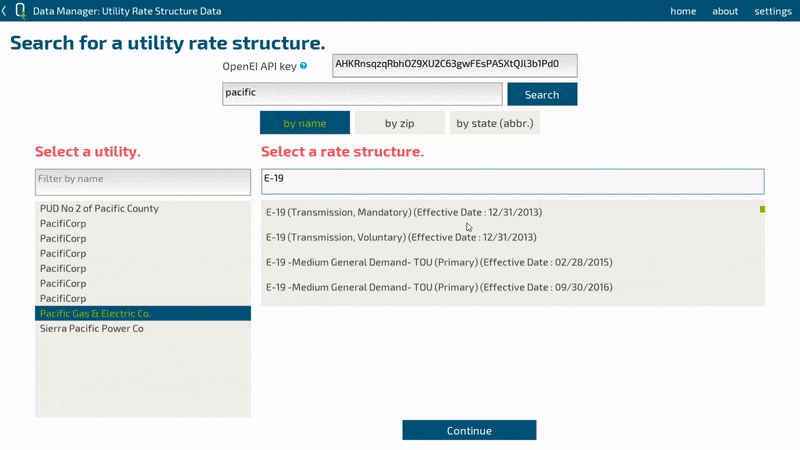 Data Manager: Utility Rate Structure Data
home about settings
Search for a utility rate structure.
OpenEI API key
AHKRnsqzqRbhOZ9XU2C63gwFEsPASXtQJl3b1Pd0
pacific
Search
by name by zip by state (abbr.)
Select a utility.
Select a rate structure.
Filter by name
E-19
PUD No 2 of Pacific County
PacifiCorp
PacifiCorp
PacifiCorp
PacifiCorp
PacifiCorp
PacifiCorp
Pacific Gas & Electric Co.
Sierra Pacific Power Co
E-19 (Transmission, Mandatory) (Effective Date : 12/31/2013)
E-19 (Transmission, Voluntary) (Effective Date : 12/31/2013)
E-19 -Medium General Demand- TOU (Primary) (Effective Date : 02/28/2015)
E-19 -Medium General Demand- TOU (Primary) (Effective Date : 09/30/2016)
Continue